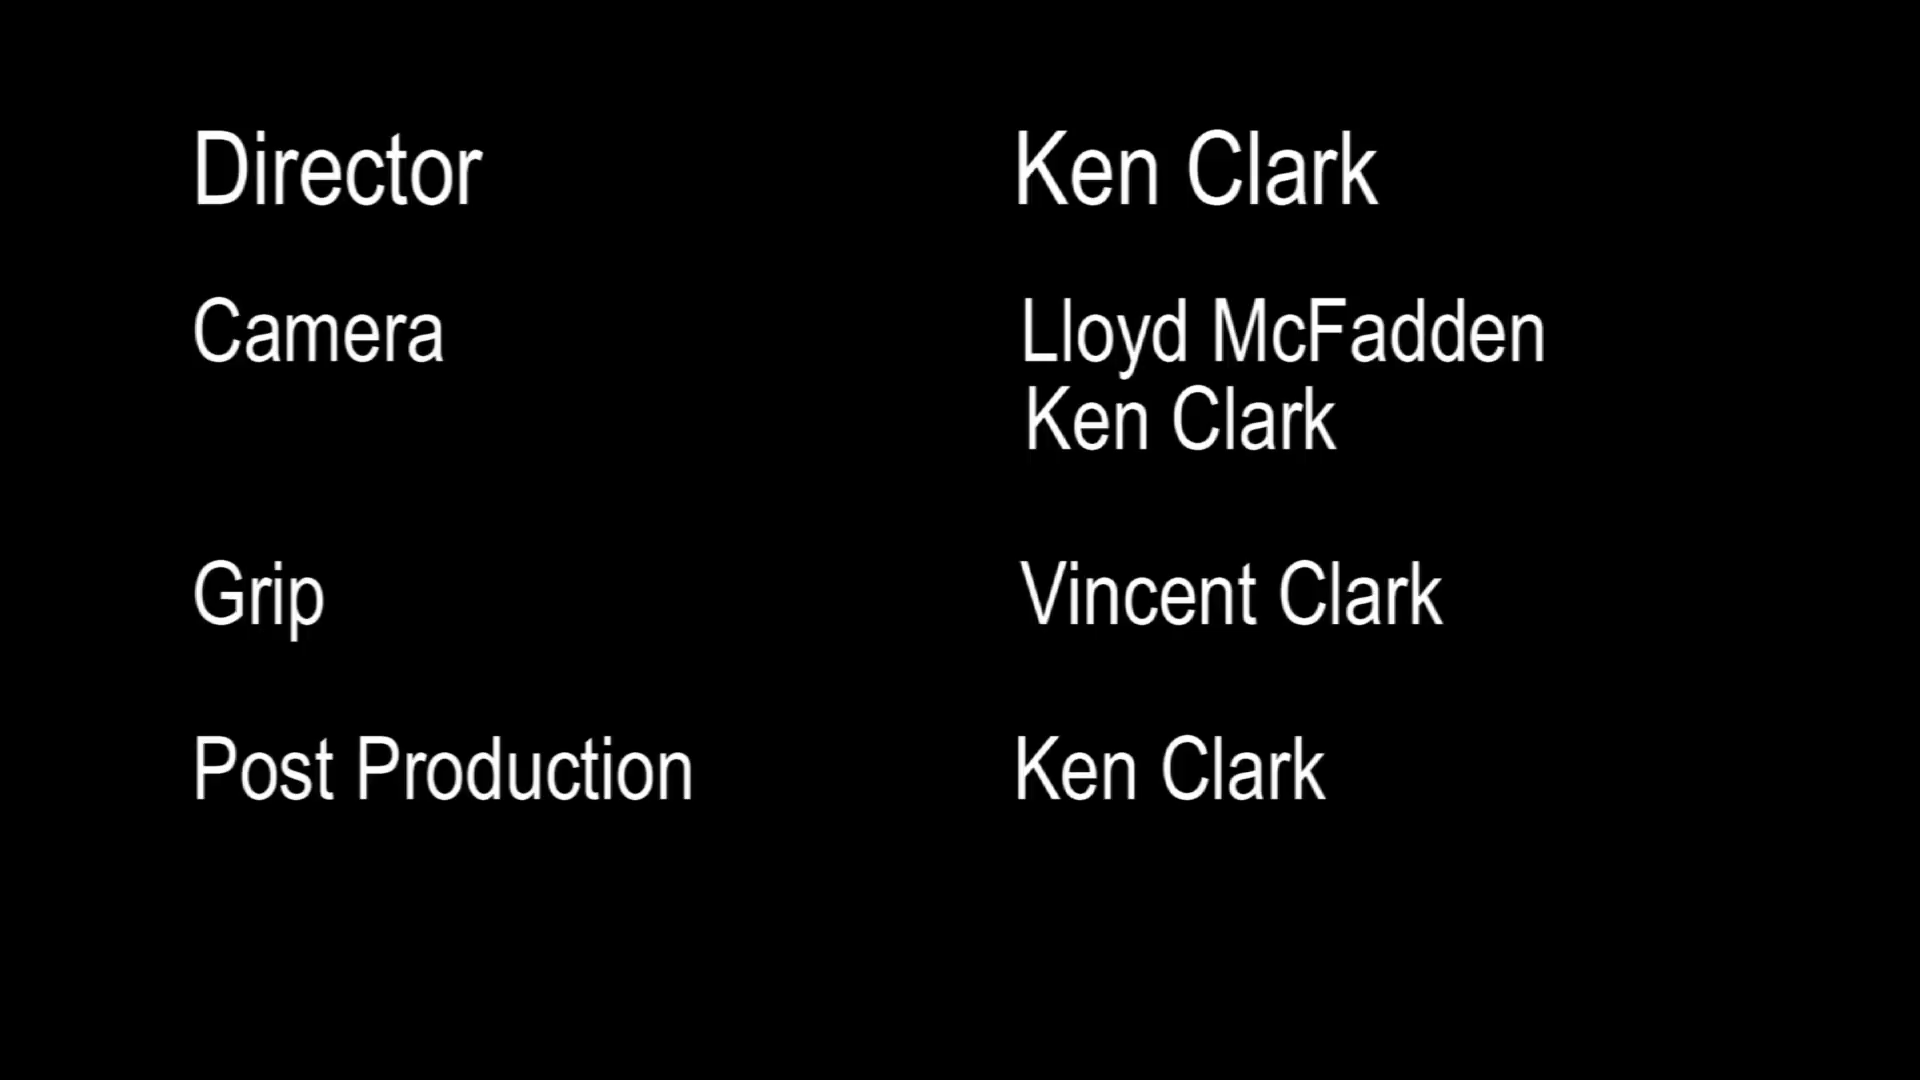 Director Ken Clark
Camera Lloyd McFadden
Ken Clark
Grip Vincent Clark
Post Production Ken Clark